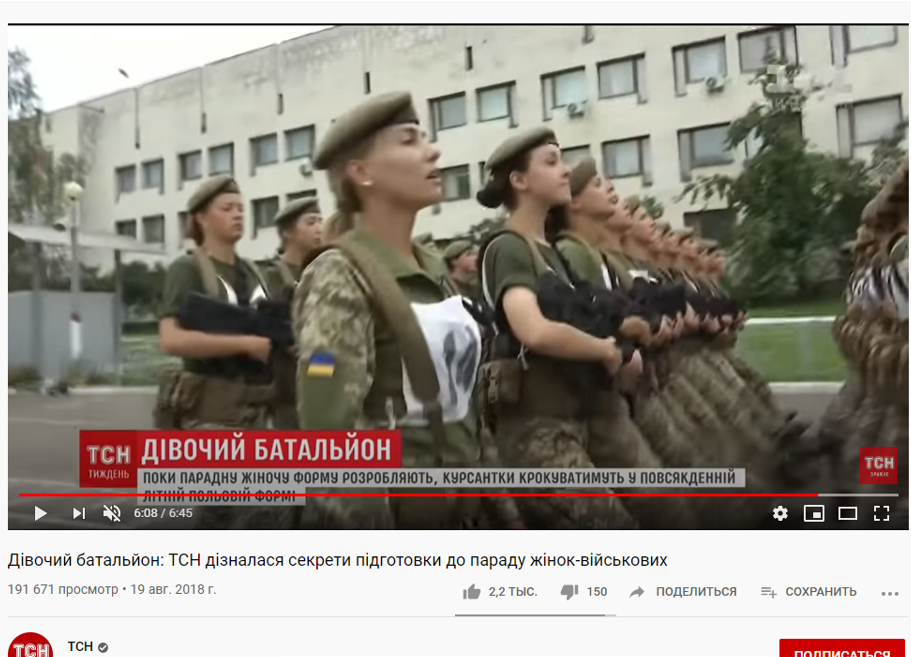 ТСН
ТИЖДЕНЬ
ДІВОЧИЙ БАТАЛЬЙОН
ПОКИ ПАРАДНУ ЖІНОЧУ ФОРМУ РОЗРОБЛЯЮТЬ, КУРСАНТКИ КРОКУВАТИМУТЬ У ПОВСЯКДЕННІЙ
ЛІТНІЙ ПОЛЬОВІЙ ФОРМІ
ТСН
6:08 / 6:45
Дівочий батальйон: ТСН дізналася секрети підготовки до параду жінок-військових
191 671 просмотр • 19 авг. 2018 г.
2,2 ТЫС.
150
ПОДЕЛИТЬСЯ
СОХРАНИТЬ
ТСН
ТСН
ПОДПИСАТЬСЯ